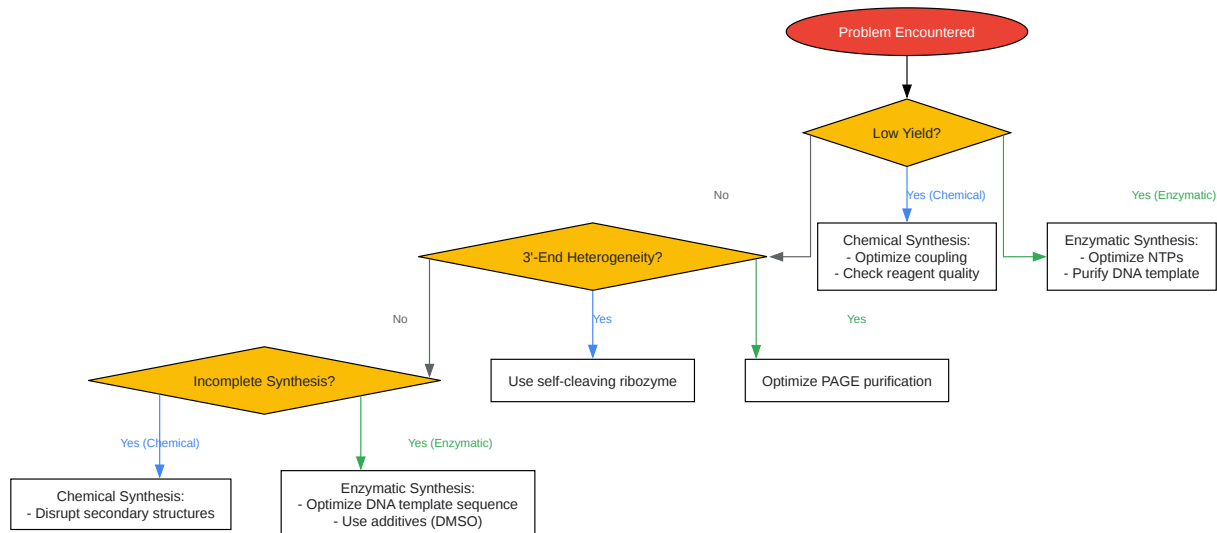 Problem Encountered
Low Yield?
No
Yes (Chemical)
Yes (Enzymatic)
Chemical Synthesis:
- Optimize coupling
- Check reagent quality
Enzymatic Synthesis:
- Optimize NTPs
- Purify DNA template
3'-End Heterogeneity?
No
Yes
Yes
Use self-cleaving ribozyme
Optimize PAGE purification
Incomplete Synthesis?
Yes (Chemical)
Yes (Enzymatic)
Chemical Synthesis:
- Disrupt secondary structures
Enzymatic Synthesis:
- Optimize DNA template sequence
- Use additives (DMSO)